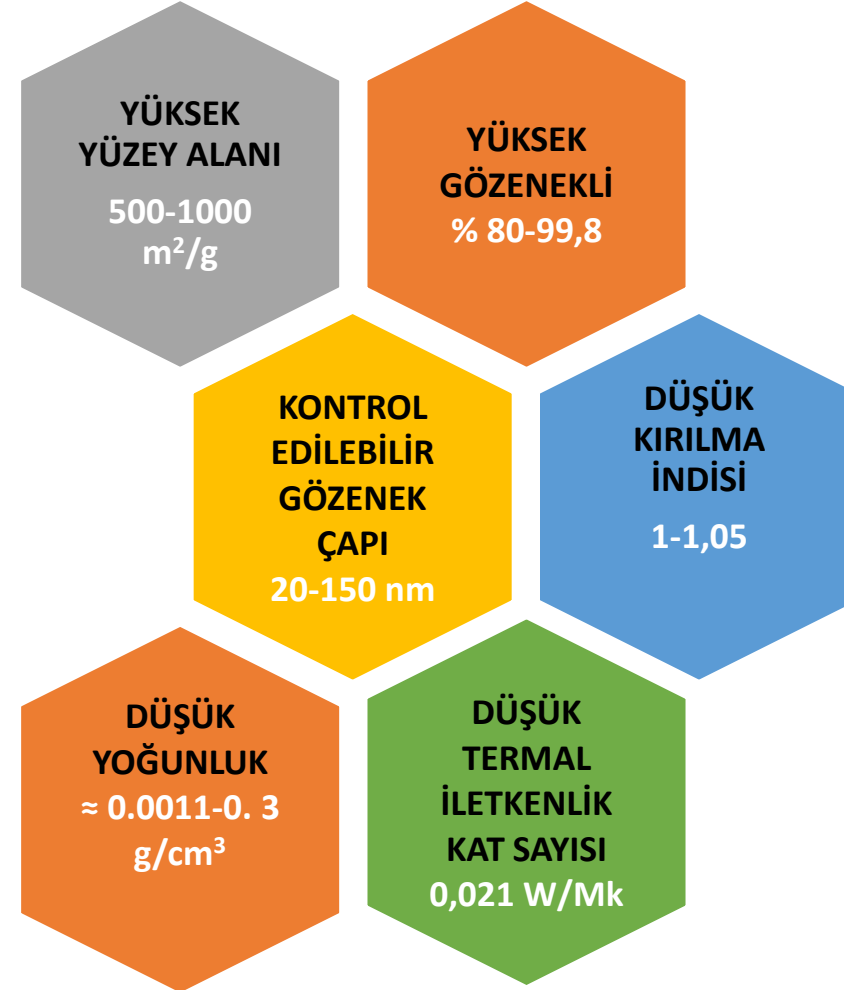 YÜKSEK
YÜZEY ALANI
500-1000
m²/g
YÜKSEK
GÖZENEKLİ
% 80-99,8
KONTROL
EDİLEBİLİR
GÖZENEK
ÇAPI
20-150 nm
DÜŞÜK
KIRILMA
İNDİSİ
1-1,05
DÜŞÜK
YOĞUNLUK
≈ 0.0011-0. 3
g/cm³
DÜŞÜK
TERMAL
İLETKENLİK
KAT SAYISI
0,021 W/Mk